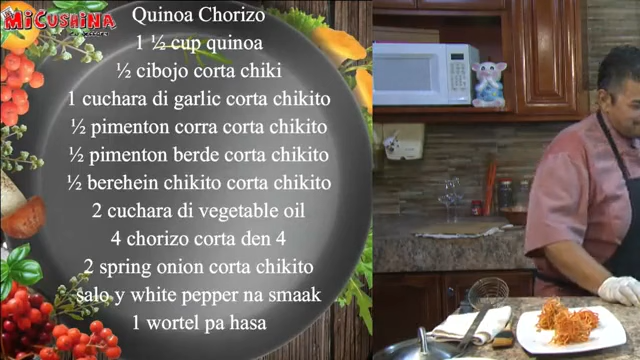 MiCushina
Quinoa Chorizo
1 ½ cup quinoa
½ cibojo corta chiki
1 cuchara di garlic corta chikito
½ pimenton corra corta chikito
½ pimenton berde corta chikito
½ berehein chikito corta chikito
2 cuchara di vegetable oil
4 chorizo corta den 4
2 spring onion corta chikito
salo y white pepper na smaak
1 wortel pa hasa